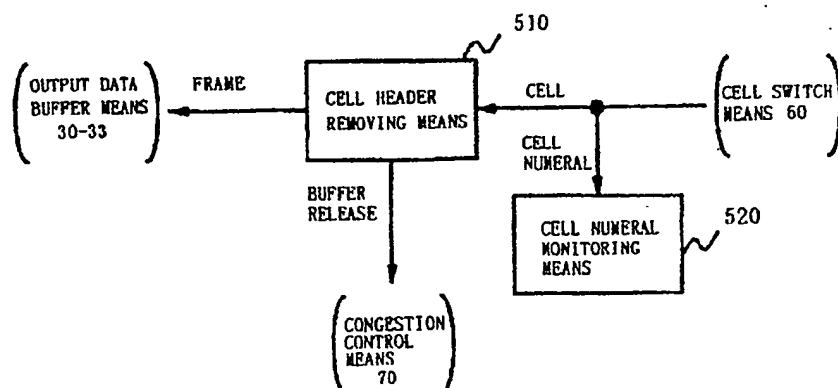 510
OUTPUT DATA
BUFFER MEANS
30-33
FRAME
CELL HEADER
REMOVING MEANS
CELL
CELL SWITCH
MEANS 60
CELL
NUMERAL
BUFFER
RELEASE
520
CELL NUMERAL
MONITORING
MEANS
CONGESTION
CONTROL
MEANS
70